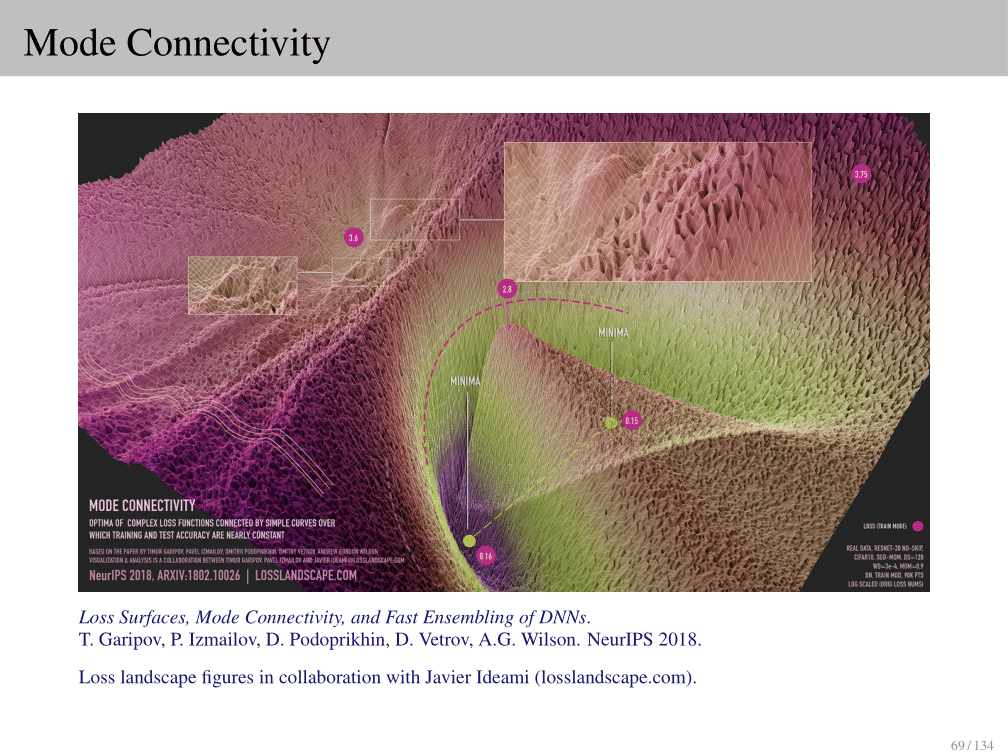 Mode Connectivity
3.75
3.6
2.8
MINIMA
MINIMA
0.15
0.16
MODE CONNECTIVITY
OPTIMA OF COMPLEX LOSS FUNCTIONS CONNECTED BY SIMPLE CURVES OVER
WHICH TRAINING AND TEST ACCURACY ARE NEARLY CONSTANT
BASED ON THE PAPER BY TIMUR GARIPOV, PAVEL IZMAILOV, DMITRII PODOPRIKHIN, DMITRY VETROV, ANDREW GORDON WILSON
VISUALIZATION & ANALYSIS IS A COLLABORATION BETWEEN TIMUR GARIPOV, PAVEL IZMAILOV AND JAVIER IDEAMI@LOSSLANDSCAPE.COM
NeurIPS 2018, ARXIV:1802.10026 | LOSSLANDSCAPE.COM
LOSS (TRAIN MODE)
REAL DATA, RESNET-20 NO-SKIP,
CIFAR10, SGD-MOM, BS=128
WD=3e-4, MOM=0.9
BN, TRAIN MOD, 90K PTS
LOG SCALED (ORIG LOSS NUMS)
Loss Surfaces, Mode Connectivity, and Fast Ensembling of DNNs.
T. Garipov, P. Izmailov, D. Podoprikhin, D. Vetrov, A.G. Wilson. NeurIPS 2018.
Loss landscape figures in collaboration with Javier Ideami (losslandscape.com).
69 / 134